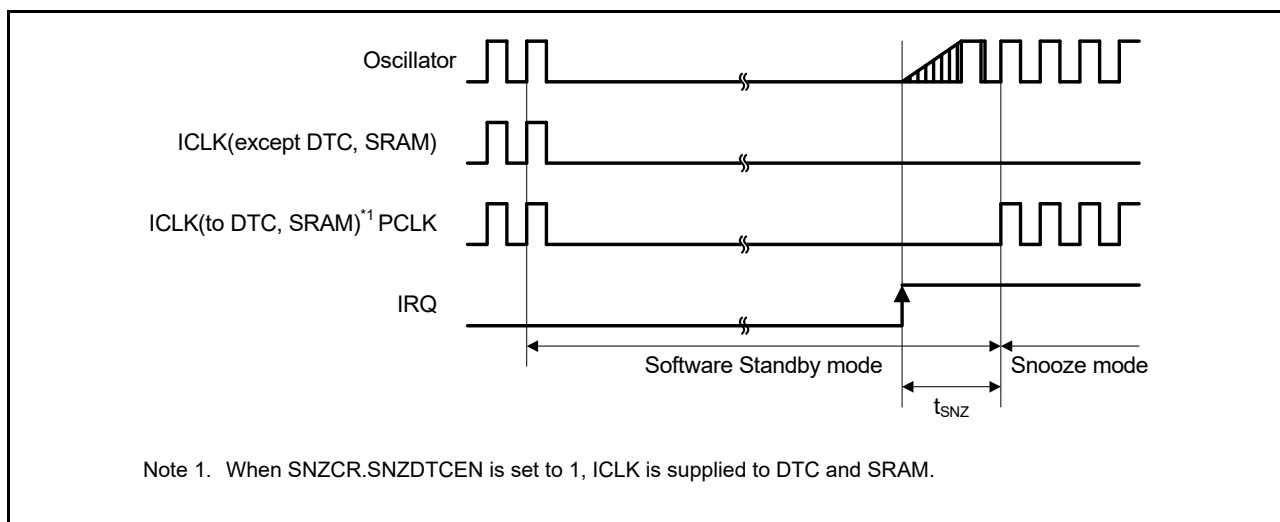 Oscillator
ICLK(except DTC, SRAM)
ICLK(to DTC, SRAM)*1 PCLK
IRQ
Software Standby mode
Snooze mode
tSNZ
Note 1. When SNZCR.SNZDTCEN is set to 1, ICLK is supplied to DTC and SRAM.